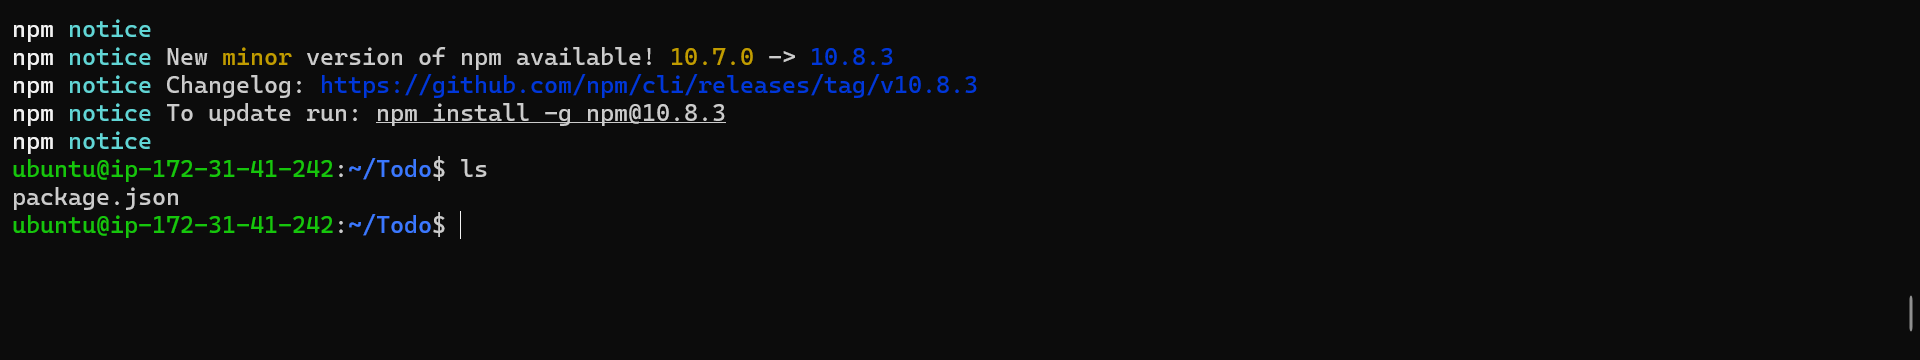 npm notice
npm notice New minor version of npm available! 10.7.0 -> 10.8.3
npm notice Changelog: https://github.com/npm/cli/releases/tag/v10.8.3
npm notice To update run: npm install -g npm@10.8.3
npm notice
ubuntu@ip-172-31-41-242:~/Todo$ ls
package.json
ubuntu@ip-172-31-41-242:~/Todo$